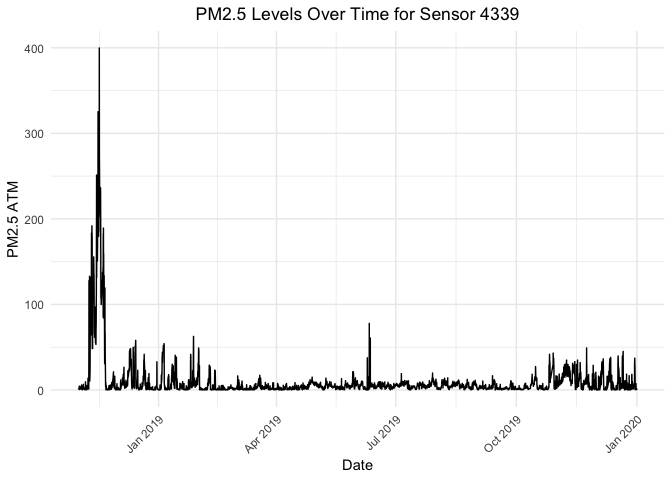 PM2.5 Levels Over Time for Sensor 4339
400
300
200
100
0
PM2.5 ATM
Jan 2019
Apr 2019
Jul 2019
Oct 2019
Jan 2020
Date